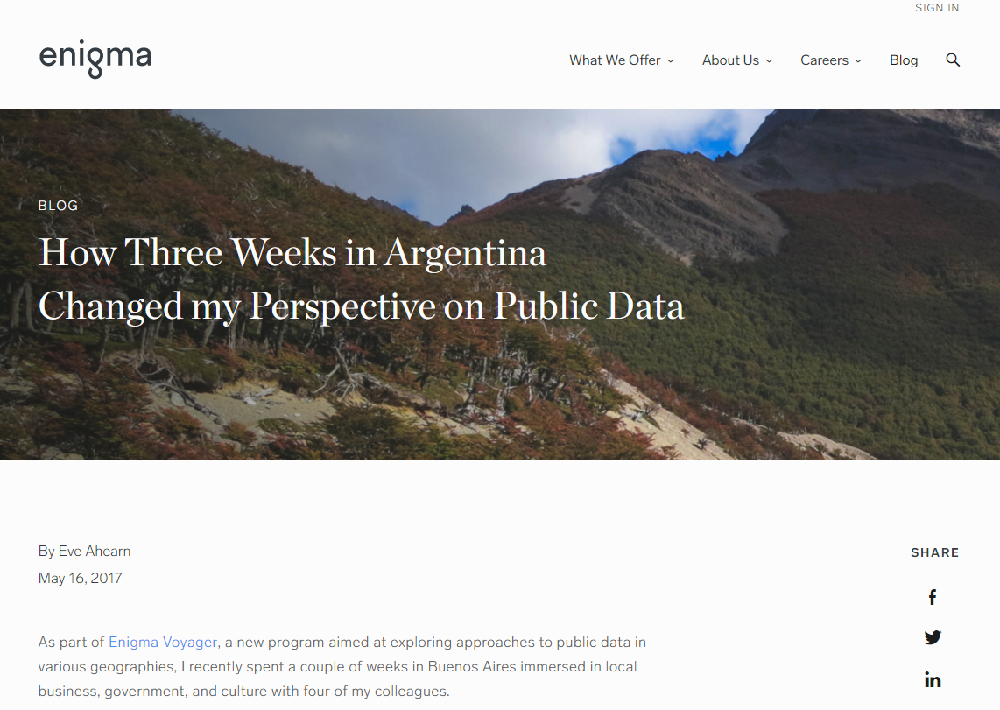 SIGN IN
enigma
What We Offer
About Us
Careers
Blog
BLOG
How Three Weeks in Argentina
Changed my Perspective on Public Data
By Eve Ahearn
May 16, 2017
SHARE
As part of Enigma Voyager, a new program aimed at exploring approaches to public data in
various geographies, I recently spent a couple of weeks in Buenos Aires immersed in local
business, government, and culture with four of my colleagues.